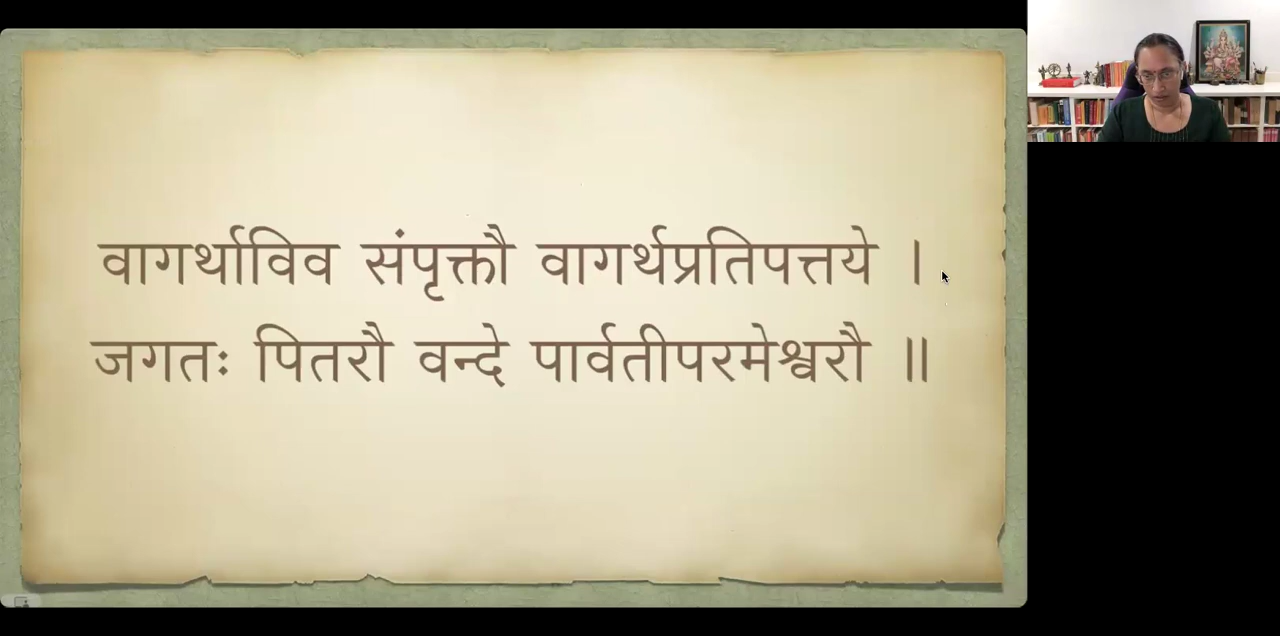 वागर्थाविव संपृक्तौ वागर्थप्रतिपत्तये ।
जगतः पितरौ वन्दे पार्वतीपरमेश्वरौ ॥